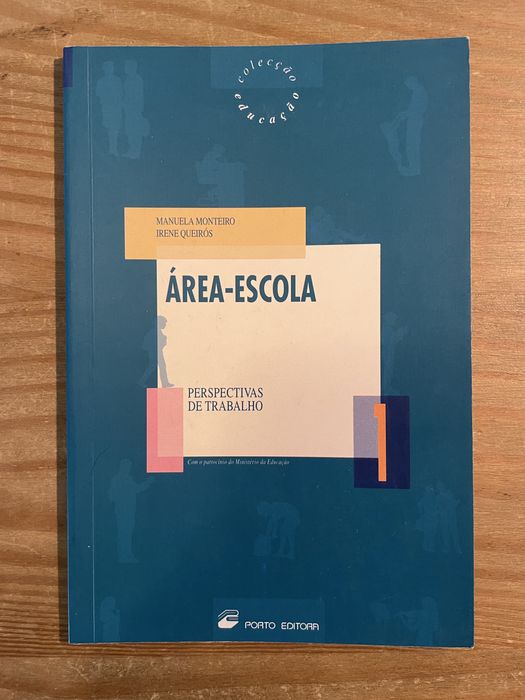 colecção
educação
MANUELA MONTEIRO
IRENE QUEIRÓS
ÁREA-ESCOLA
PERSPECTIVAS
DE TRABALHO
1
Com o patrocínio do Ministério da Educação
PORTO EDITORA